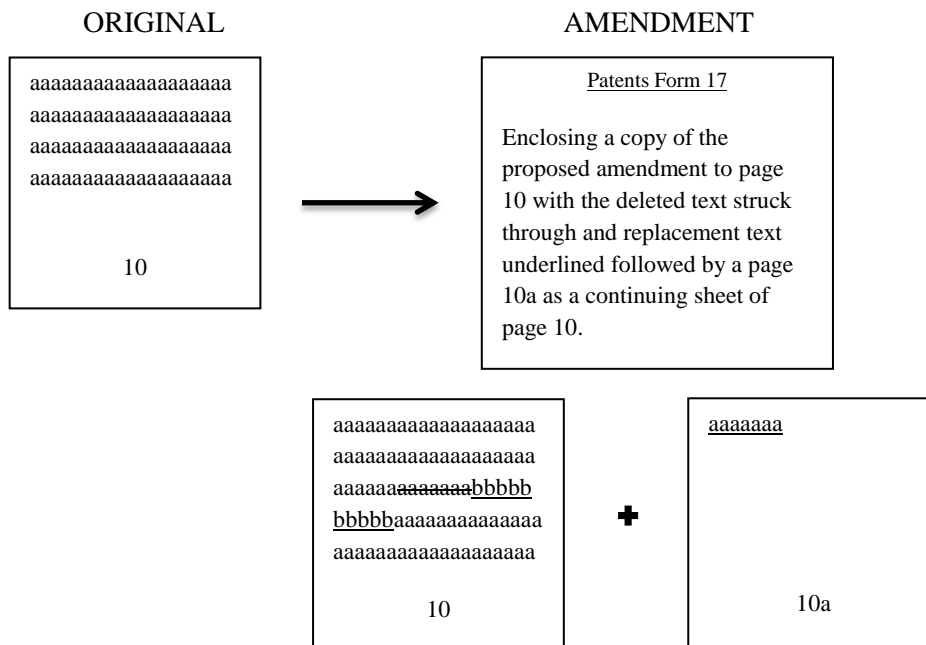 ORIGINAL
AMENDMENT
aaaaaaaaaaaaaaaaaaa
aaaaaaaaaaaaaaaaaaa
aaaaaaaaaaaaaaaaaaa
aaaaaaaaaaaaaaaaaaa
10
Patents Form 17
Enclosing a copy of the
proposed amendment to page
10 with the deleted text struck
through and replacement text
underlined followed by a page
10a as a continuing sheet of
page 10.
aaaaaaaaaaaaaaaaaaa
aaaaaaaaaaaaaaaaaaa
aaaaaaaaaaaaabbbbb
bbbbbaaaaaaaaaaaaaa
aaaaaaaaaaaaaaaaaaa
10
aaaaaaa
10a